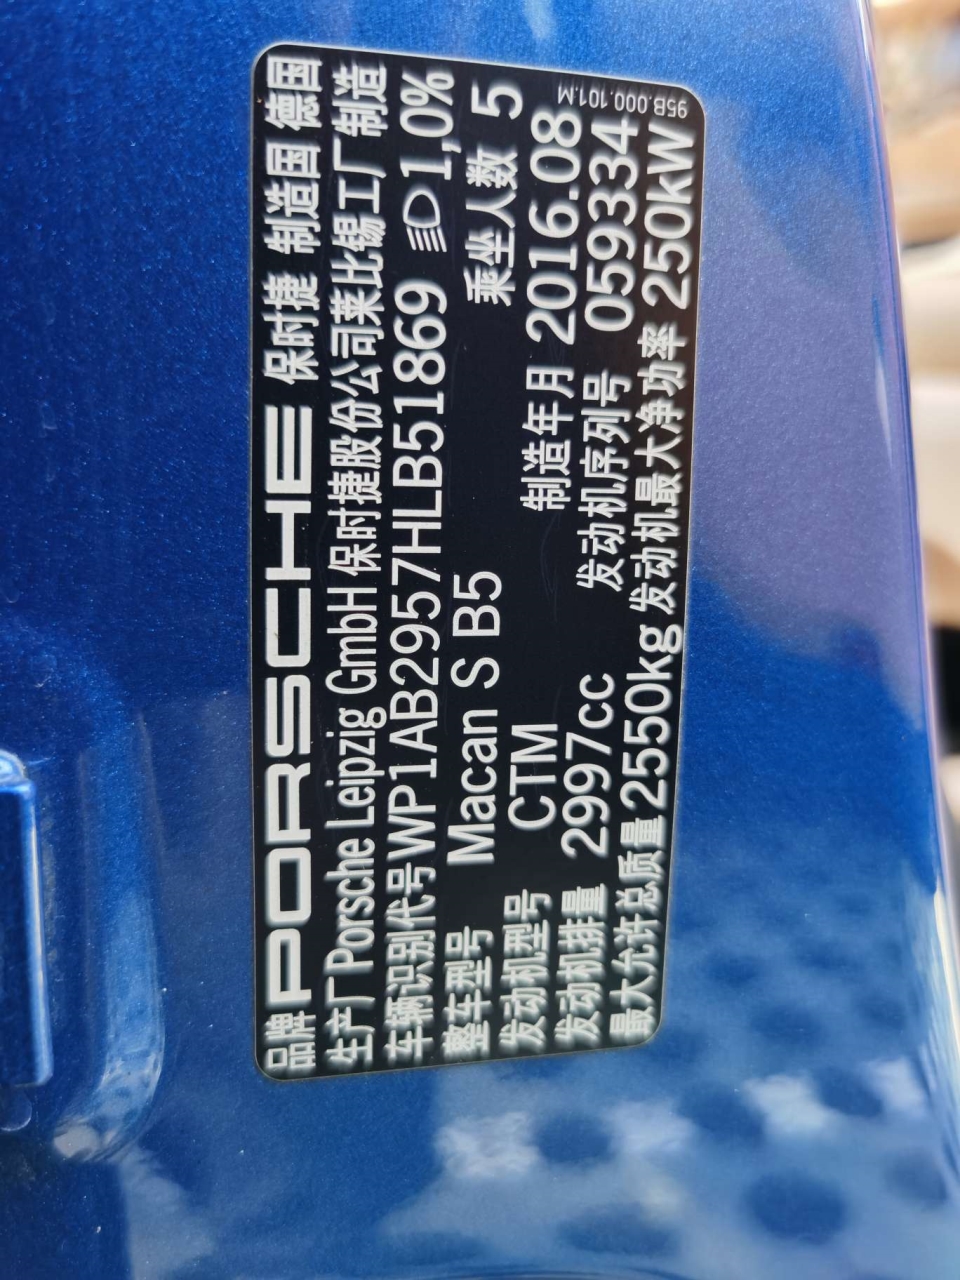 品牌 PORSCHE 保时捷 制造国 德国
生产厂 Porsche Leipzig GmbH 保时捷股份公司莱比锡工厂 制造
车辆识别代号 WP1AB2957HLB51869 1,0%
整车型号 Macan S B5 乘坐人数 5
发动机型号 CTM 制造年月 2016.08
发动机排量 2997cc 发动机序列号 059334
最大允许总质量 2550kg 发动机最大净功率 250kW
95B.000.101.M